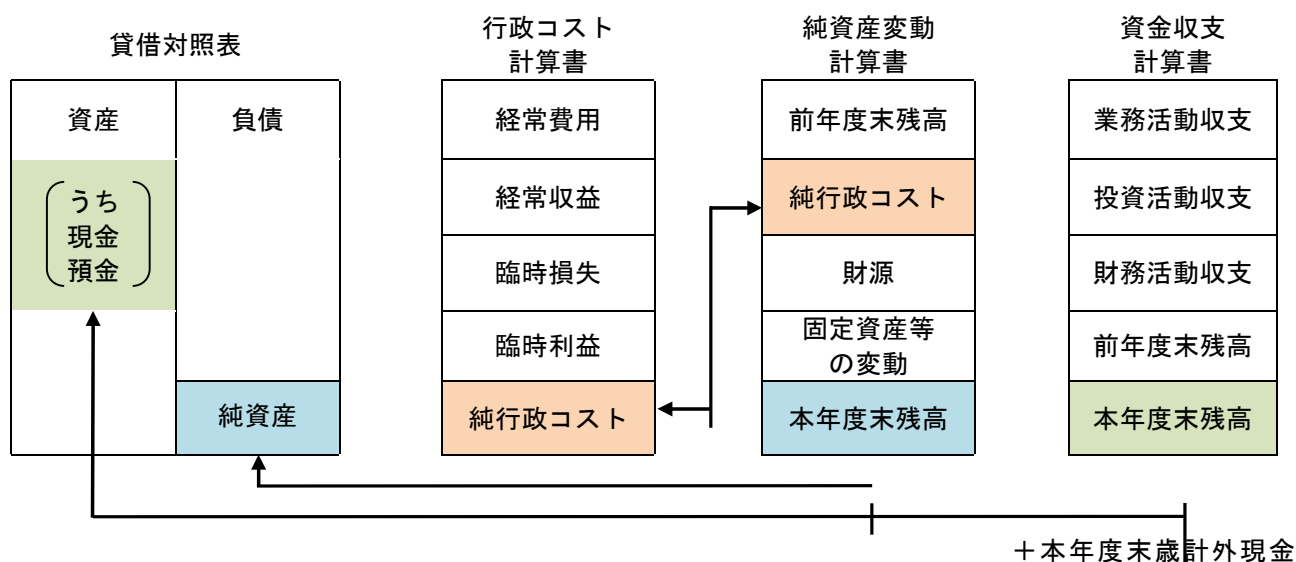 貸借対照表
資産
負債
うち
現金
預金
純資産
行政コスト
計算書
経常費用
経常収益
臨時損失
臨時利益
純行政コスト
純資産変動
計算書
前年度末残高
純行政コスト
財源
固定資産等
の変動
本年度末残高
資金収支
計算書
業務活動収支
投資活動収支
財務活動収支
前年度末残高
本年度末残高
＋本年度末歳計外現金